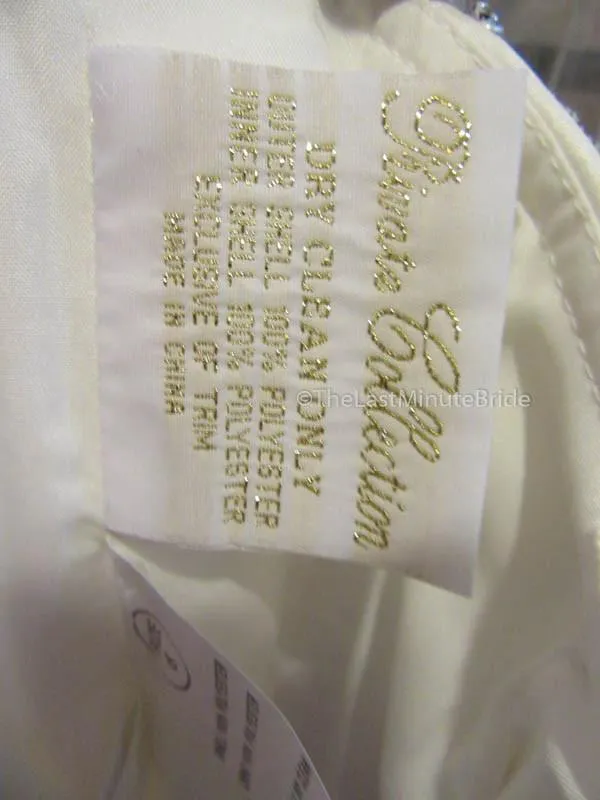 Private Collection
DRY CLEAN ONLY
OUTER SHELL 100% POLYESTER
INNER SHELL 100% POLYESTER
EXCLUSIVE OF TRIM
MADE IN CHINA
©TheLastMinuteBride